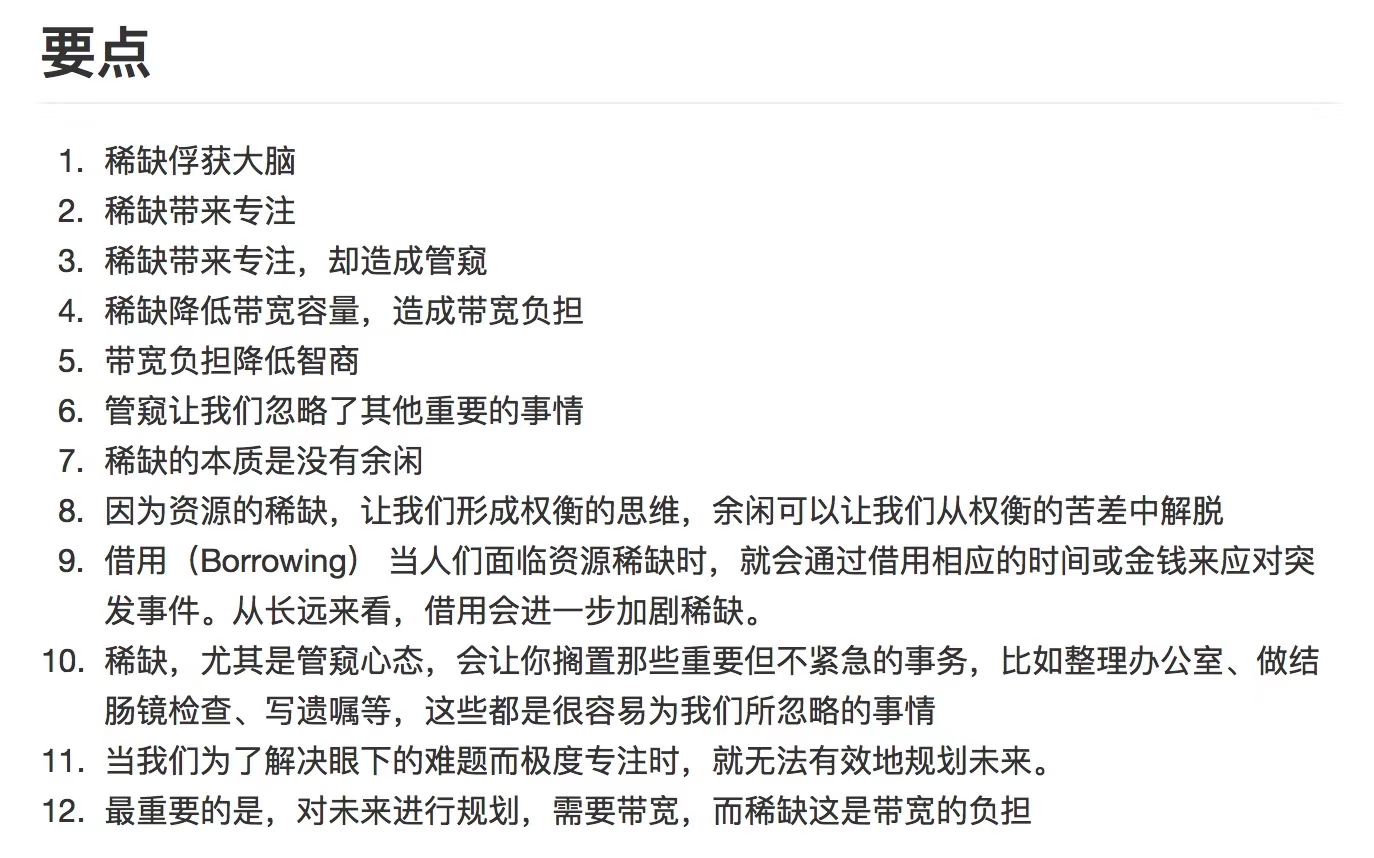 要点
1. 稀缺俘获大脑
2. 稀缺带来专注
3. 稀缺带来专注，却造成管窥
4. 稀缺降低带宽容量，造成带宽负担
5. 带宽负担降低智商
6. 管窥让我们忽略了其他重要的事情
7. 稀缺的本质是没有余闲
8. 因为资源的稀缺，让我们形成权衡的思维，余闲可以让我们从权衡的苦差中解脱
9. 借用（Borrowing） 当人们面临资源稀缺时，就会通过借用相应的时间或金钱来应对突
发事件。从长远来看，借用会进一步加剧稀缺。
10. 稀缺，尤其是管窥心态，会让你搁置那些重要但不紧急的事务，比如整理办公室、做结
肠镜检查、写遗嘱等，这些都是很容易为我们所忽略的事情
11. 当我们为了解决眼下的难题而极度专注时，就无法有效地规划未来。
12. 最重要的是，对未来进行规划，需要带宽，而稀缺这是带宽的负担